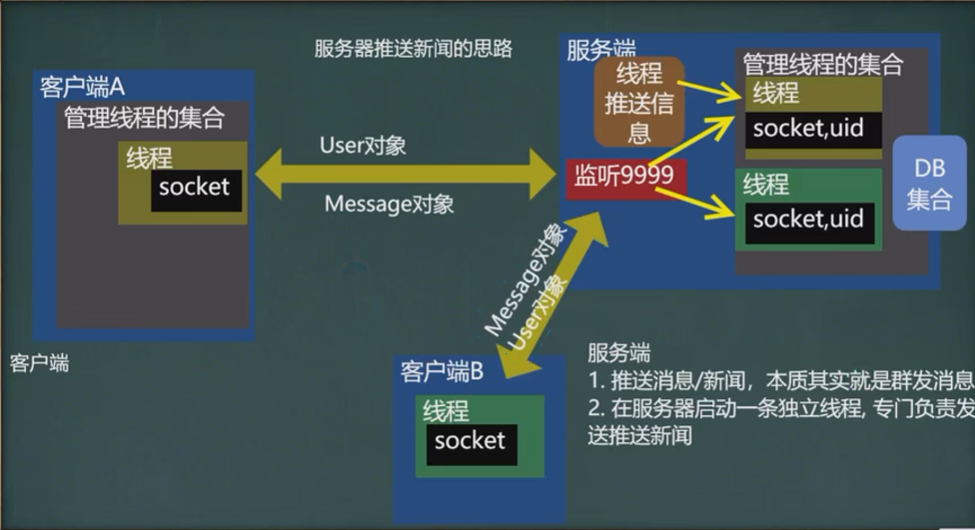 服务器推送新闻的思路
客户端A
管理线程的集合
线程
socket
客户端
User对象
Message对象
服务端
线程
推送信
息
监听9999
管理线程的集合
线程
socket,uid
线程
socket,uid
DB
集合
Message对象
User对象
客户端B
线程
socket
服务端
1. 推送消息/新闻，本质其实就是群发消息
2. 在服务器启动一条独立线程, 专门负责发
送推送新闻